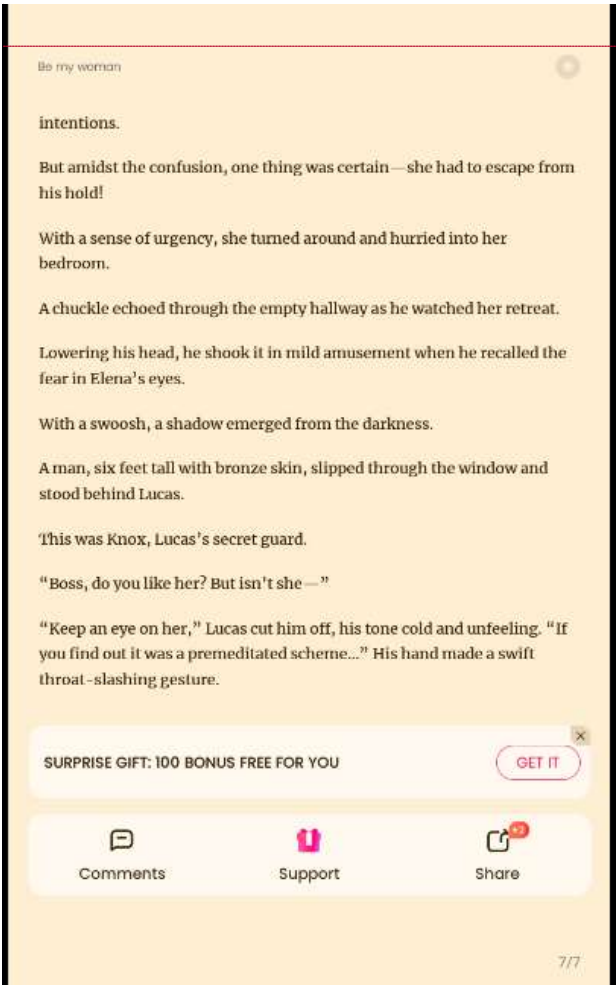 Be my woman
intentions.
But amidst the confusion, one thing was certain—she had to escape from
his hold!
With a sense of urgency, she turned around and hurried into her
bedroom.
A chuckle echoed through the empty hallway as he watched her retreat.
Lowering his head, he shook it in mild amusement when he recalled the
fear in Elena’s eyes.
With a swoosh, a shadow emerged from the darkness.
A man, six feet tall with bronze skin, slipped through the window and
stood behind Lucas.
This was Knox, Lucas’s secret guard.
“Boss, do you like her? But isn’t she—”
“Keep an eye on her,” Lucas cut him off, his tone cold and unfeeling. “If
you find out it was a premeditated scheme...” His hand made a swift
throat-slashing gesture.
SURPRISE GIFT: 100 BONUS FREE FOR YOU
GET IT
+2
Comments
Support
Share
7/7